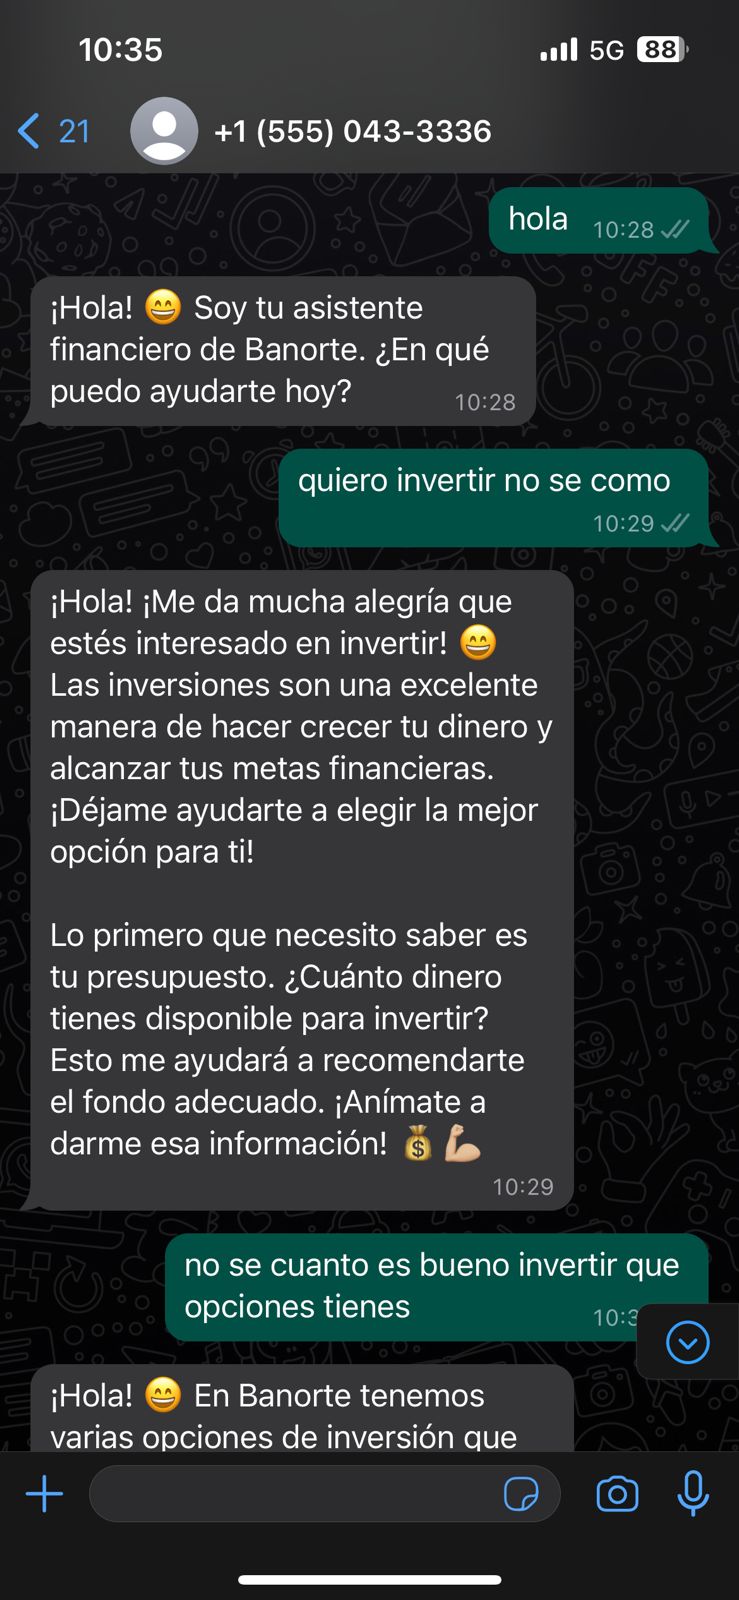 10:35
5G 88
21
+1 (555) 043-3336
hola
10:28
¡Hola! 😄 Soy tu asistente
financiero de Banorte. ¿En qué
puedo ayudarte hoy?
10:28
quiero invertir no se como
10:29
¡Hola! ¡Me da mucha alegría que
estés interesado en invertir! 😄
Las inversiones son una excelente
manera de hacer crecer tu dinero y
alcanzar tus metas financieras.
¡Déjame ayudarte a elegir la mejor
opción para ti!
Lo primero que necesito saber es
tu presupuesto. ¿Cuánto dinero
tienes disponible para invertir?
Esto me ayudará a recomendarte
el fondo adecuado. ¡Anímate a
darme esa información! 💰💪🏼
10:29
no se cuanto es bueno invertir que
opciones tienes
¡Hola! 😄 En Banorte tenemos
varias opciones de inversión que